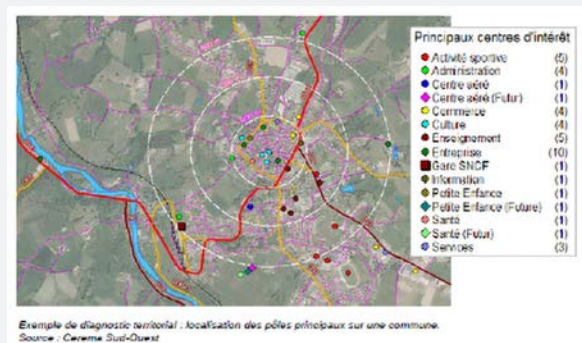 Principaux centres d'intérêt
Activité sportive (5)
Administration (4)
Centre aéré (1)
Centre aéré (Futur) (1)
Commerce (4)
Culture (4)
Enseignement (5)
Entreprise (10)
Gare SNCF (1)
Information (1)
Petite Enfance (1)
Petite Enfance (Future) (1)
Santé (1)
Santé (Futur) (1)
Services (3)
Exemple de diagnostic territorial : localisation des pôles principaux sur une commune.
Source : Cerema Sud-Ouest